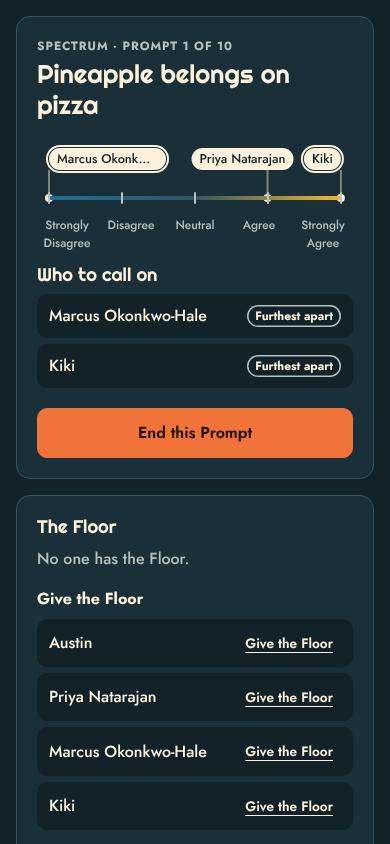 SPECTRUM · PROMPT 1 OF 10
Pineapple belongs on
pizza
Marcus Okonk...
Priya Natarajan
Kiki
Strongly
Disagree
Disagree
Neutral
Agree
Strongly
Agree
Who to call on
Marcus Okonkwo-Hale
Furthest apart
Kiki
Furthest apart
End this Prompt
The Floor
No one has the Floor.
Give the Floor
Austin
Give the Floor
Priya Natarajan
Give the Floor
Marcus Okonkwo-Hale
Give the Floor
Kiki
Give the Floor